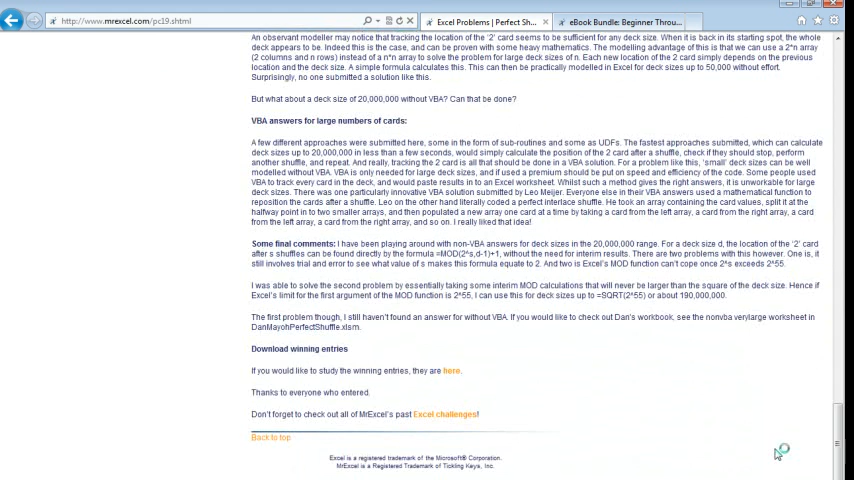 http://www.mrexcel.com/pc19.shtml
Excel Problems | Perfect Sh...
eBook Bundle: Beginner Throu...
An observant modeller may notice that tracking the location of the '2' card seems to be sufficient for any deck size. When it is back in its starting spot, the whole
deck appears to be. Indeed this is the case, and can be proven with some heavy mathematics. The modelling advantage of this is that we can use a 2*n array
(2 columns and n rows) instead of a n*n array to solve the problem for large deck sizes of n. Each new location of the 2 card simply depends on the previous
location and the deck size. A simple formula calculates this. This can then be practically modelled in Excel for deck sizes up to 50,000 without effort.
Surprisingly, no one submitted a solution like this.
But what about a deck size of 20,000,000 without VBA? Can that be done?
VBA answers for large numbers of cards:
A few different approaches were submitted here, some in the form of sub-routines and some as UDFs. The fastest approaches submitted, which can calculate
deck sizes up to 20,000,000 in less than a few seconds, would simply calculate the position of the 2 card after a shuffle, check if they should stop, perform
another shuffle, and repeat. And really, tracking the 2 card is all that should be done in a VBA solution. For a problem like this, 'small' deck sizes can be well
modelled without VBA. VBA is only needed for large deck sizes, and if used a premium should be put on speed and efficiency of the code. Some people used
VBA to track every card in the deck, and would paste results in to an Excel worksheet. Whilst such a method gives the right answers, it is unworkable for large
deck sizes. There was one particularly innovative VBA solution submitted by Leo Meijer. Everyone else in their VBA answers used a mathematical function to
reposition the cards after a shuffle. Leo on the other hand literally coded a perfect interlace shuffle. He took an array containing the card values, split it at the
halfway point in to two smaller arrays, and then populated a new array one card at a time by taking a card from the left array, a card from the right array, a card
from the left array, a card from the right array, and so on. I really liked that idea!
Some final comments: I have been playing around with non-VBA answers for deck sizes in the 20,000,000 range. For a deck size d, the location of the '2' card
after s shuffles can be found directly by the formula =MOD(2^s,d-1)+1, without the need for interim results. There are two problems with this however. One is, it
still involves trial and error to see what value of s makes this formula equate to 2. And two is Excel's MOD function can't cope once 2^s exceeds 2^55.
I was able to solve the second problem by essentially taking some interim MOD calculations that will never be larger than the square of the deck size. Hence if
Excel's limit for the first argument of the MOD function is 2^55, I can use this for deck sizes up to =SQRT(2^55) or about 190,000,000.
The first problem though, I still haven't found an answer for without VBA. If you would like to check out Dan's workbook, see the nonvba verylarge worksheet in
DanMayohPerfectShuffle.xlsm.
Download winning entries
If you would like to study the winning entries, they are here.
Thanks to everyone who entered.
Don't forget to check out all of MrExcel's past Excel challenges!
Back to top
Excel is a registered trademark of the Microsoft® Corporation.
MrExcel is a Registered Trademark of Tickling Keys, Inc.